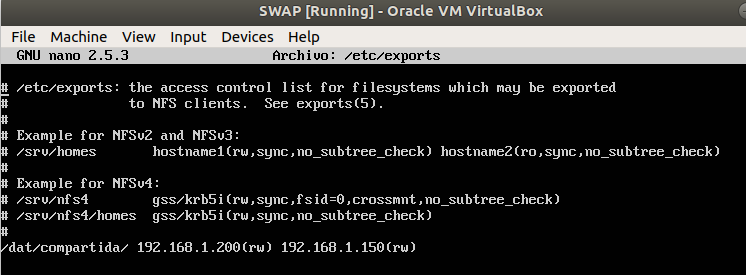 SWAP [Running] - Oracle VM VirtualBox
File Machine View Input Devices Help
GNU nano 2.5.3 Archivo: /etc/exports
# /etc/exports: the access control list for filesystems which may be exported
# to NFS clients. See exports(5).
#
# Example for NFSv2 and NFSv3:
# /srv/homes hostname1(rw,sync,no_subtree_check) hostname2(ro,sync,no_subtree_check)
#
# Example for NFSv4:
# /srv/nfs4 gss/krb5i(rw,sync,fsid=0,crossmnt,no_subtree_check)
# /srv/nfs4/homes gss/krb5i(rw,sync,no_subtree_check)
#
/dat/compartida/ 192.168.1.200(rw) 192.168.1.150(rw)